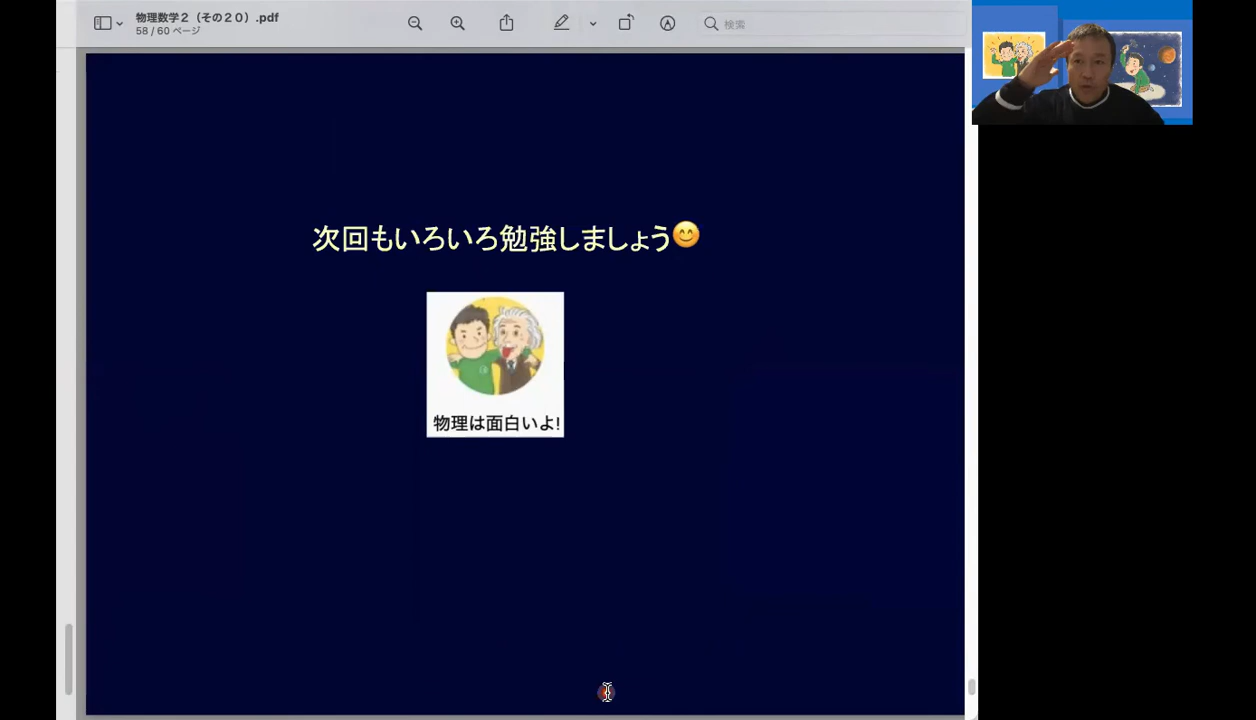 物理数学２（その２０）.pdf
58 / 60 ページ
検索
次回もいろいろ勉強しましょう😊
物理は面白いよ!